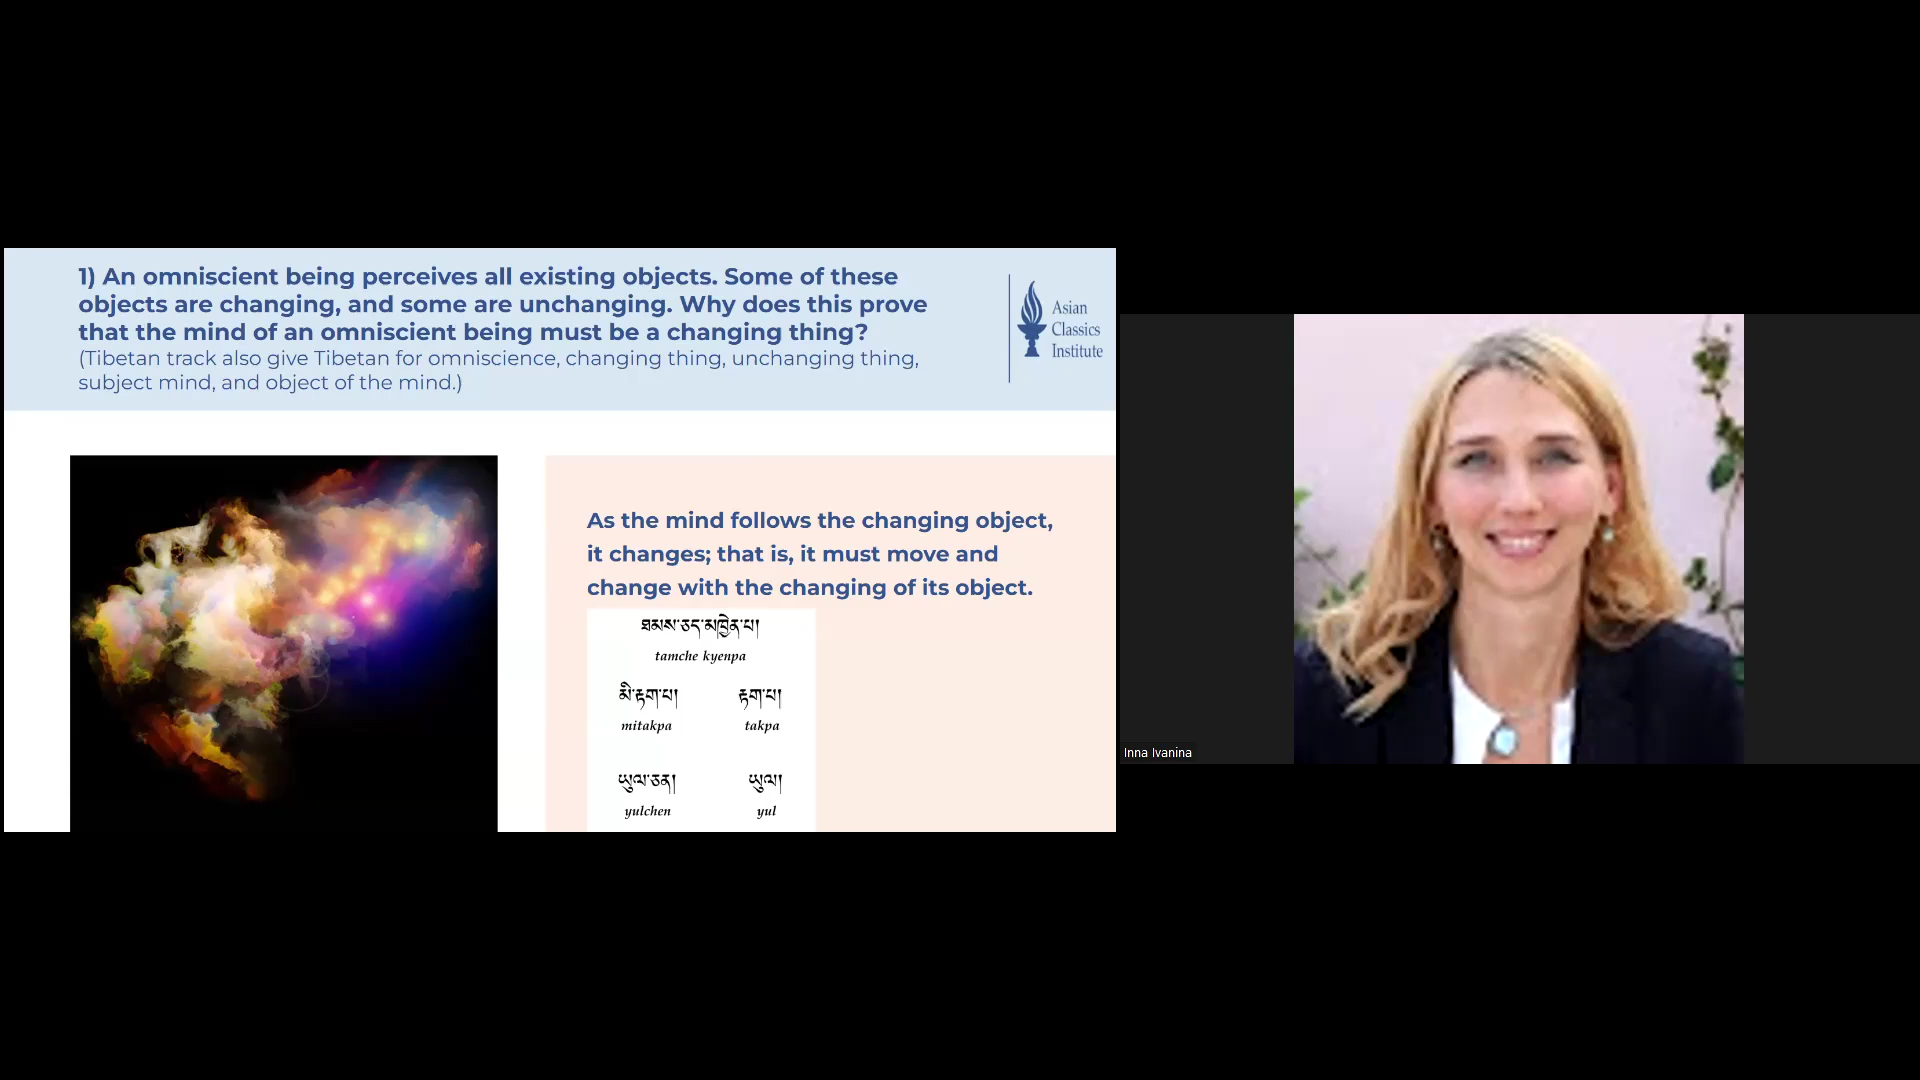 1) An omniscient being perceives all existing objects. Some of these
objects are changing, and some are unchanging. Why does this prove
that the mind of an omniscient being must be a changing thing?
(Tibetan track also give Tibetan for omniscience, changing thing, unchanging thing,
subject mind, and object of the mind.)
Asian
Classics
Institute
As the mind follows the changing object,
it changes; that is, it must move and
change with the changing of its object.
ཐམས་ཅད་མཁྱེན་པ།
tamche kyenpa
མི་རྟག་པ། རྟག་པ།
mitakpa takpa
ཡུལ་ཅན། ཡུལ།
yulchen yul
Inna Ivanina